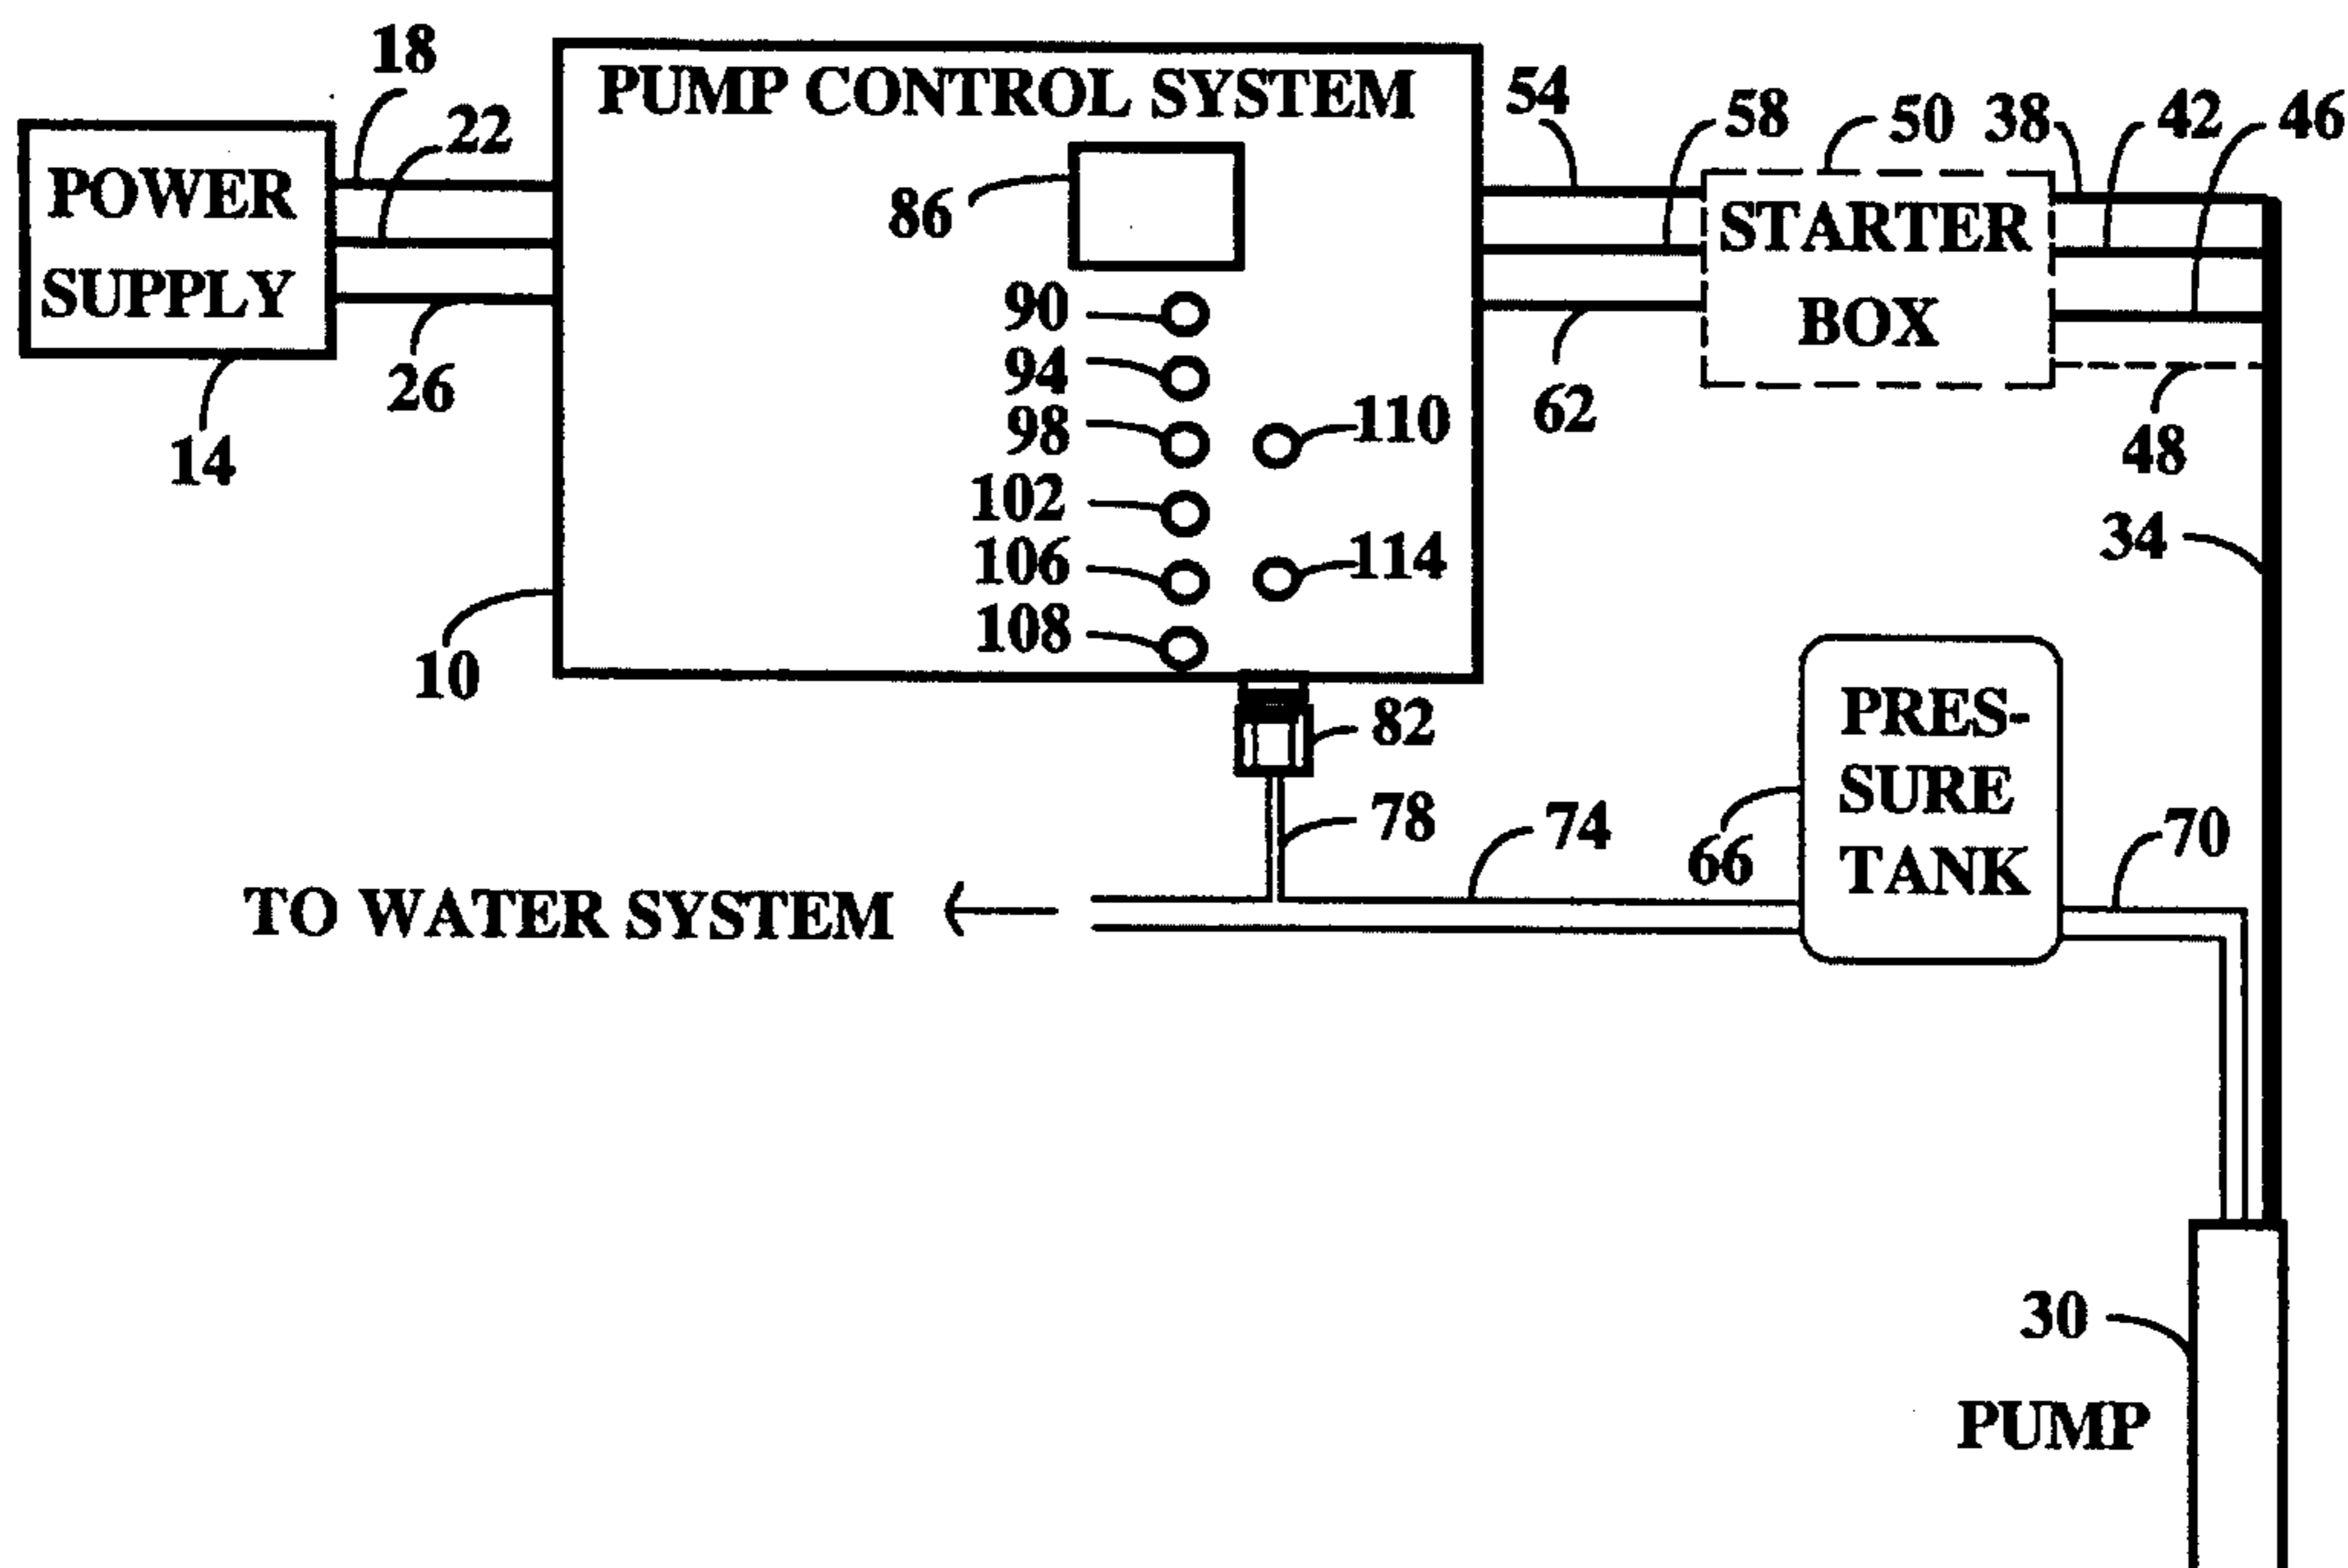 18
22
PUMP CONTROL SYSTEM
54
58
50
38
42
46
POWER
SUPPLY
86
STARTER
BOX
90
94
98
102
106
108
110
114
26
14
62
48
34
10
82
78
74
66
PRES-
SURE
TANK
70
TO WATER SYSTEM
30
PUMP